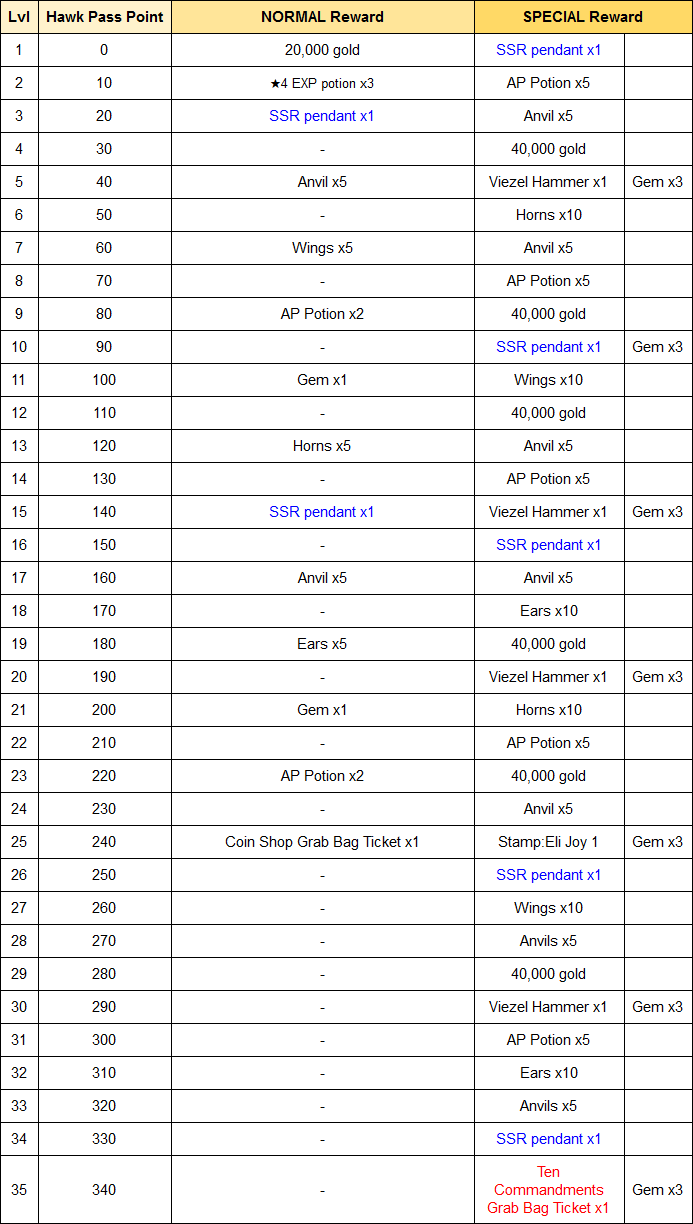 Lvl Hawk Pass Point NORMAL Reward SPECIAL Reward
1 0 20,000 gold SSR pendant x1
2 10 ★4 EXP potion x3 AP Potion x5
3 20 SSR pendant x1 Anvil x5
4 30 - 40,000 gold
5 40 Anvil x5 Viezel Hammer x1 Gem x3
6 50 - Horns x10
7 60 Wings x5 Anvil x5
8 70 - AP Potion x5
9 80 AP Potion x2 40,000 gold
10 90 - SSR pendant x1 Gem x3
11 100 Gem x1 Wings x10
12 110 - 40,000 gold
13 120 Horns x5 Anvil x5
14 130 - AP Potion x5
15 140 SSR pendant x1 Viezel Hammer x1 Gem x3
16 150 - SSR pendant x1
17 160 Anvil x5 Anvil x5
18 170 - Ears x10
19 180 Ears x5 40,000 gold
20 190 - Viezel Hammer x1 Gem x3
21 200 Gem x1 Horns x10
22 210 - AP Potion x5
23 220 AP Potion x2 40,000 gold
24 230 - Anvil x5
25 240 Coin Shop Grab Bag Ticket x1 Stamp:Eli Joy 1 Gem x3
26 250 - SSR pendant x1
27 260 - Wings x10
28 270 - Anvils x5
29 280 - 40,000 gold
30 290 - Viezel Hammer x1 Gem x3
31 300 - AP Potion x5
32 310 - Ears x10
33 320 - Anvils x5
34 330 - SSR pendant x1
35 340 - Ten
Commandments
Grab Bag Ticket x1 Gem x3